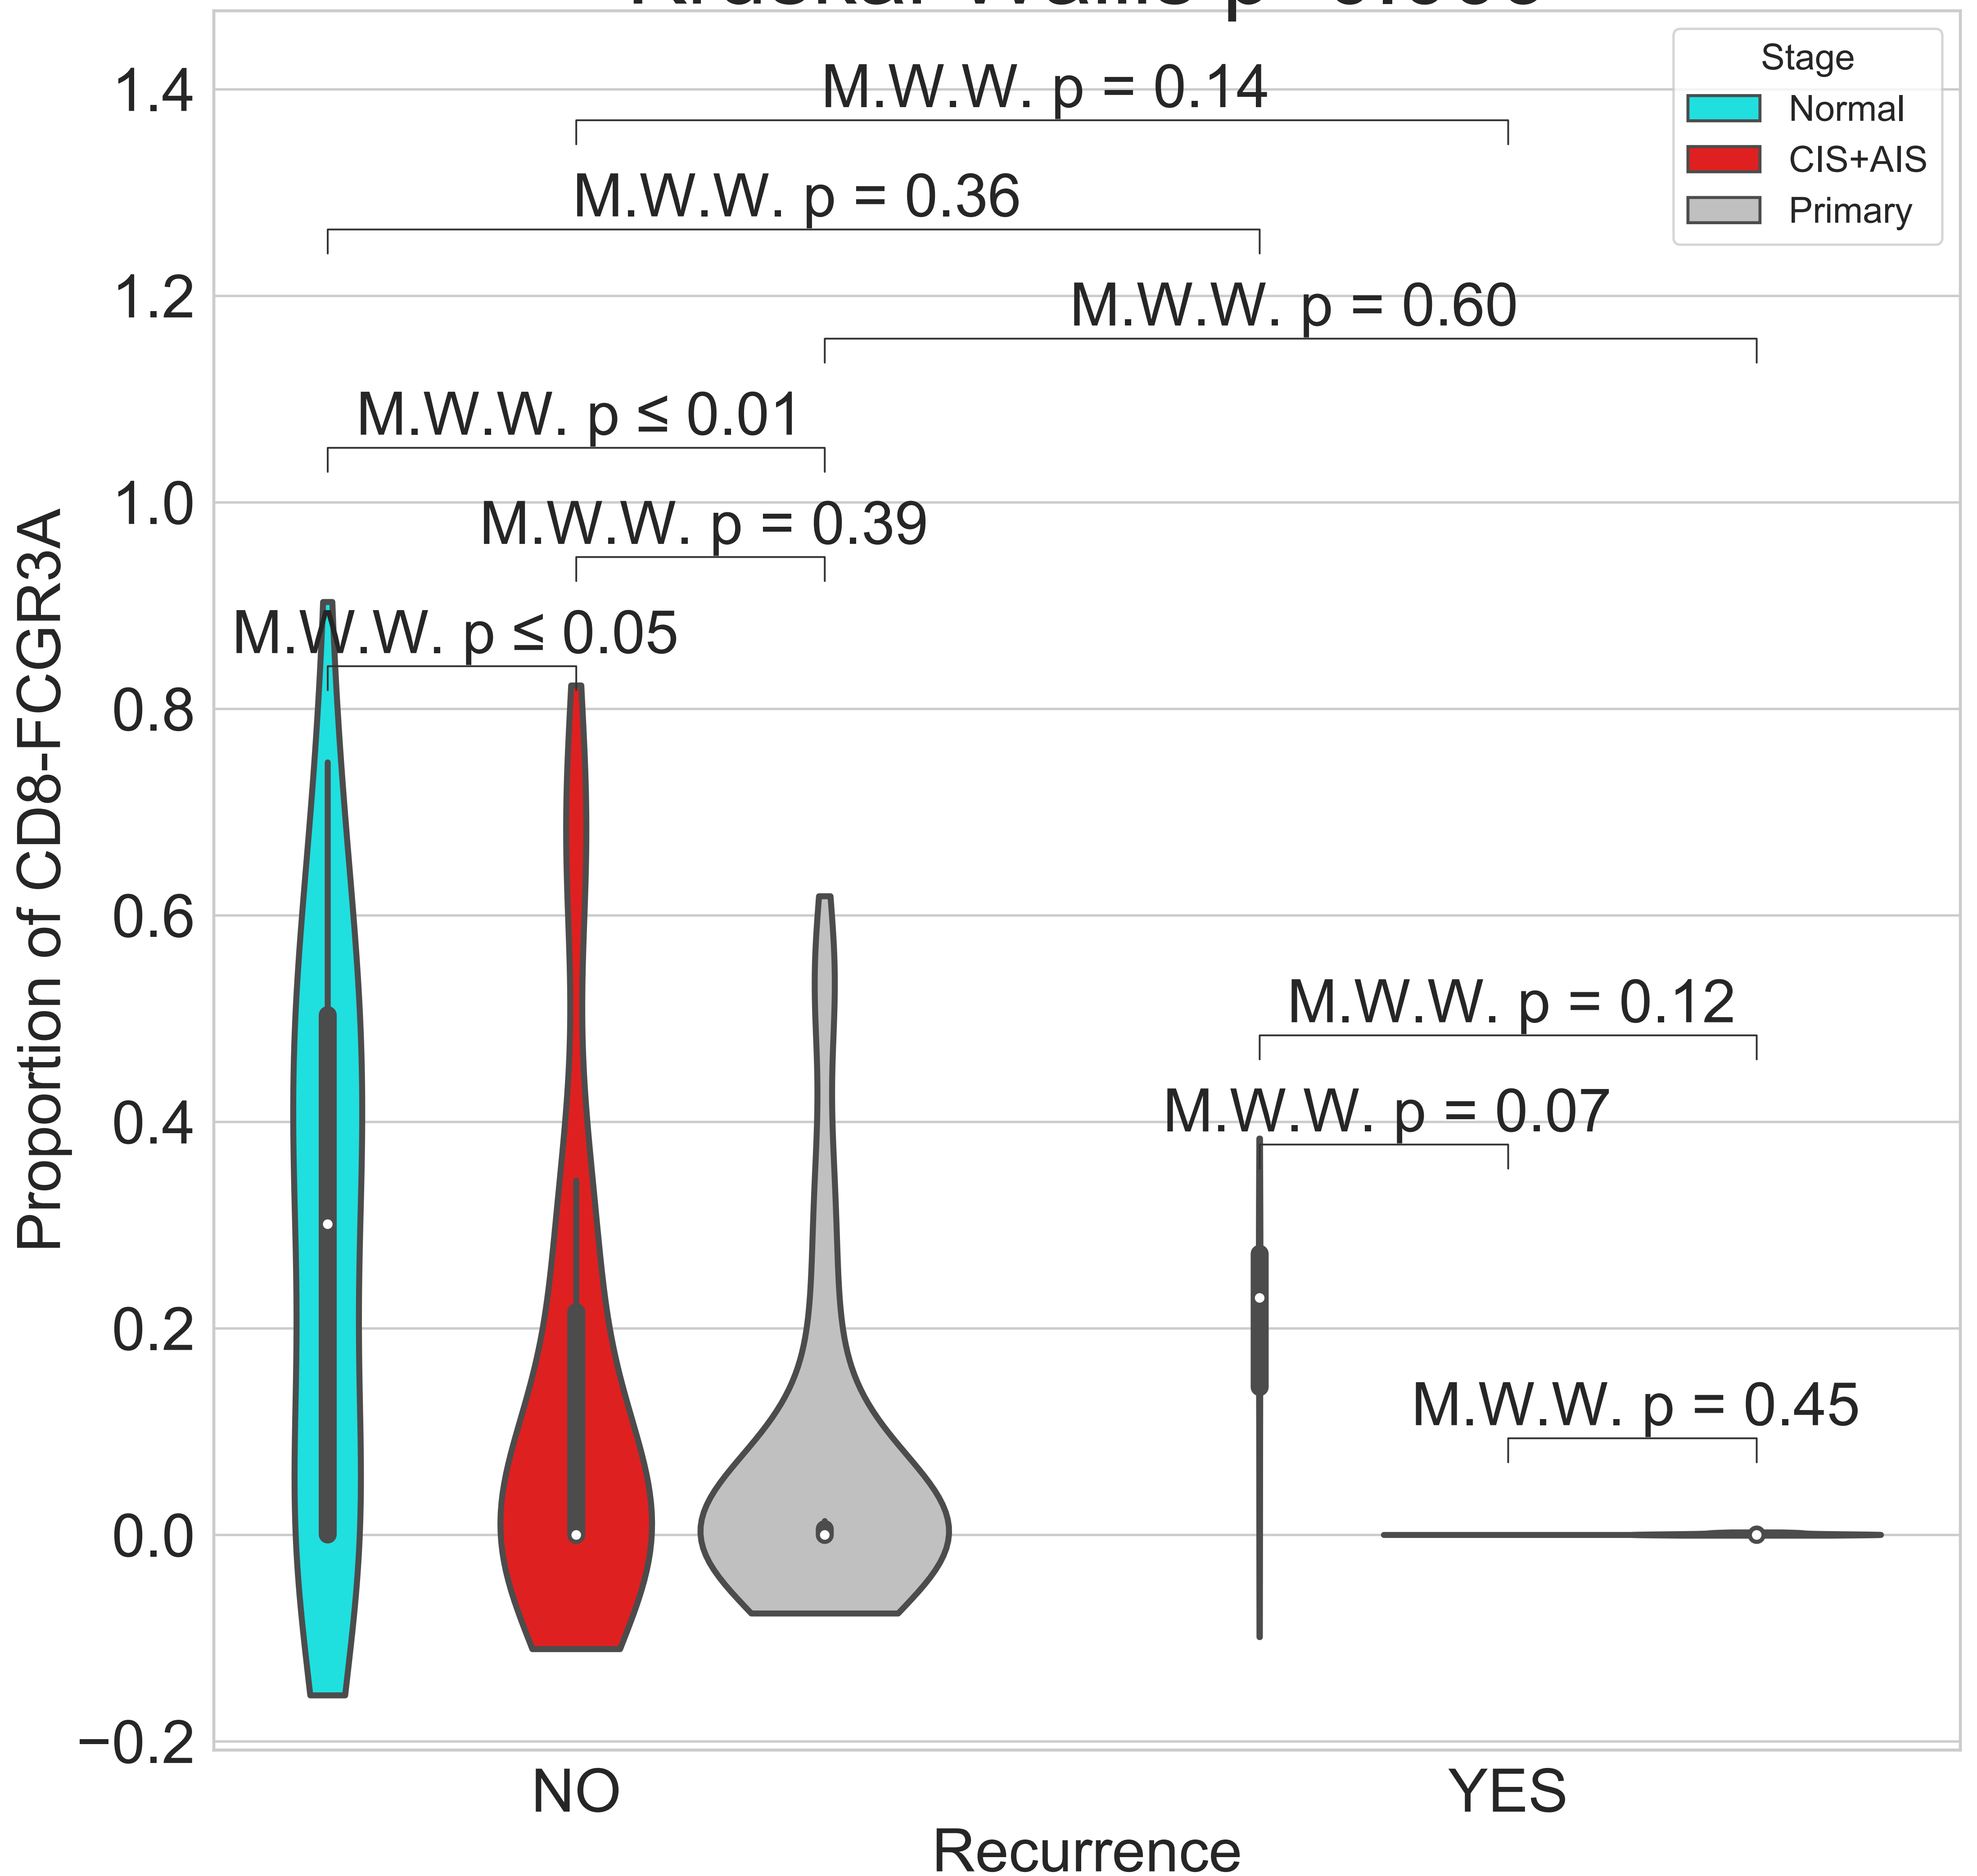 Stage
Normal
CIS+AIS
Primary
M.W.W. p = 0.14
M.W.W. p = 0.36
M.W.W. p = 0.60
M.W.W. p ≤ 0.01
M.W.W. p = 0.39
M.W.W. p ≤ 0.05
M.W.W. p = 0.12
M.W.W. p = 0.07
M.W.W. p = 0.45
1.4
1.2
1.0
0.8
0.6
0.4
0.2
0.0
−0.2
Proportion of CD8-FCGR3A
NO
YES
Recurrence